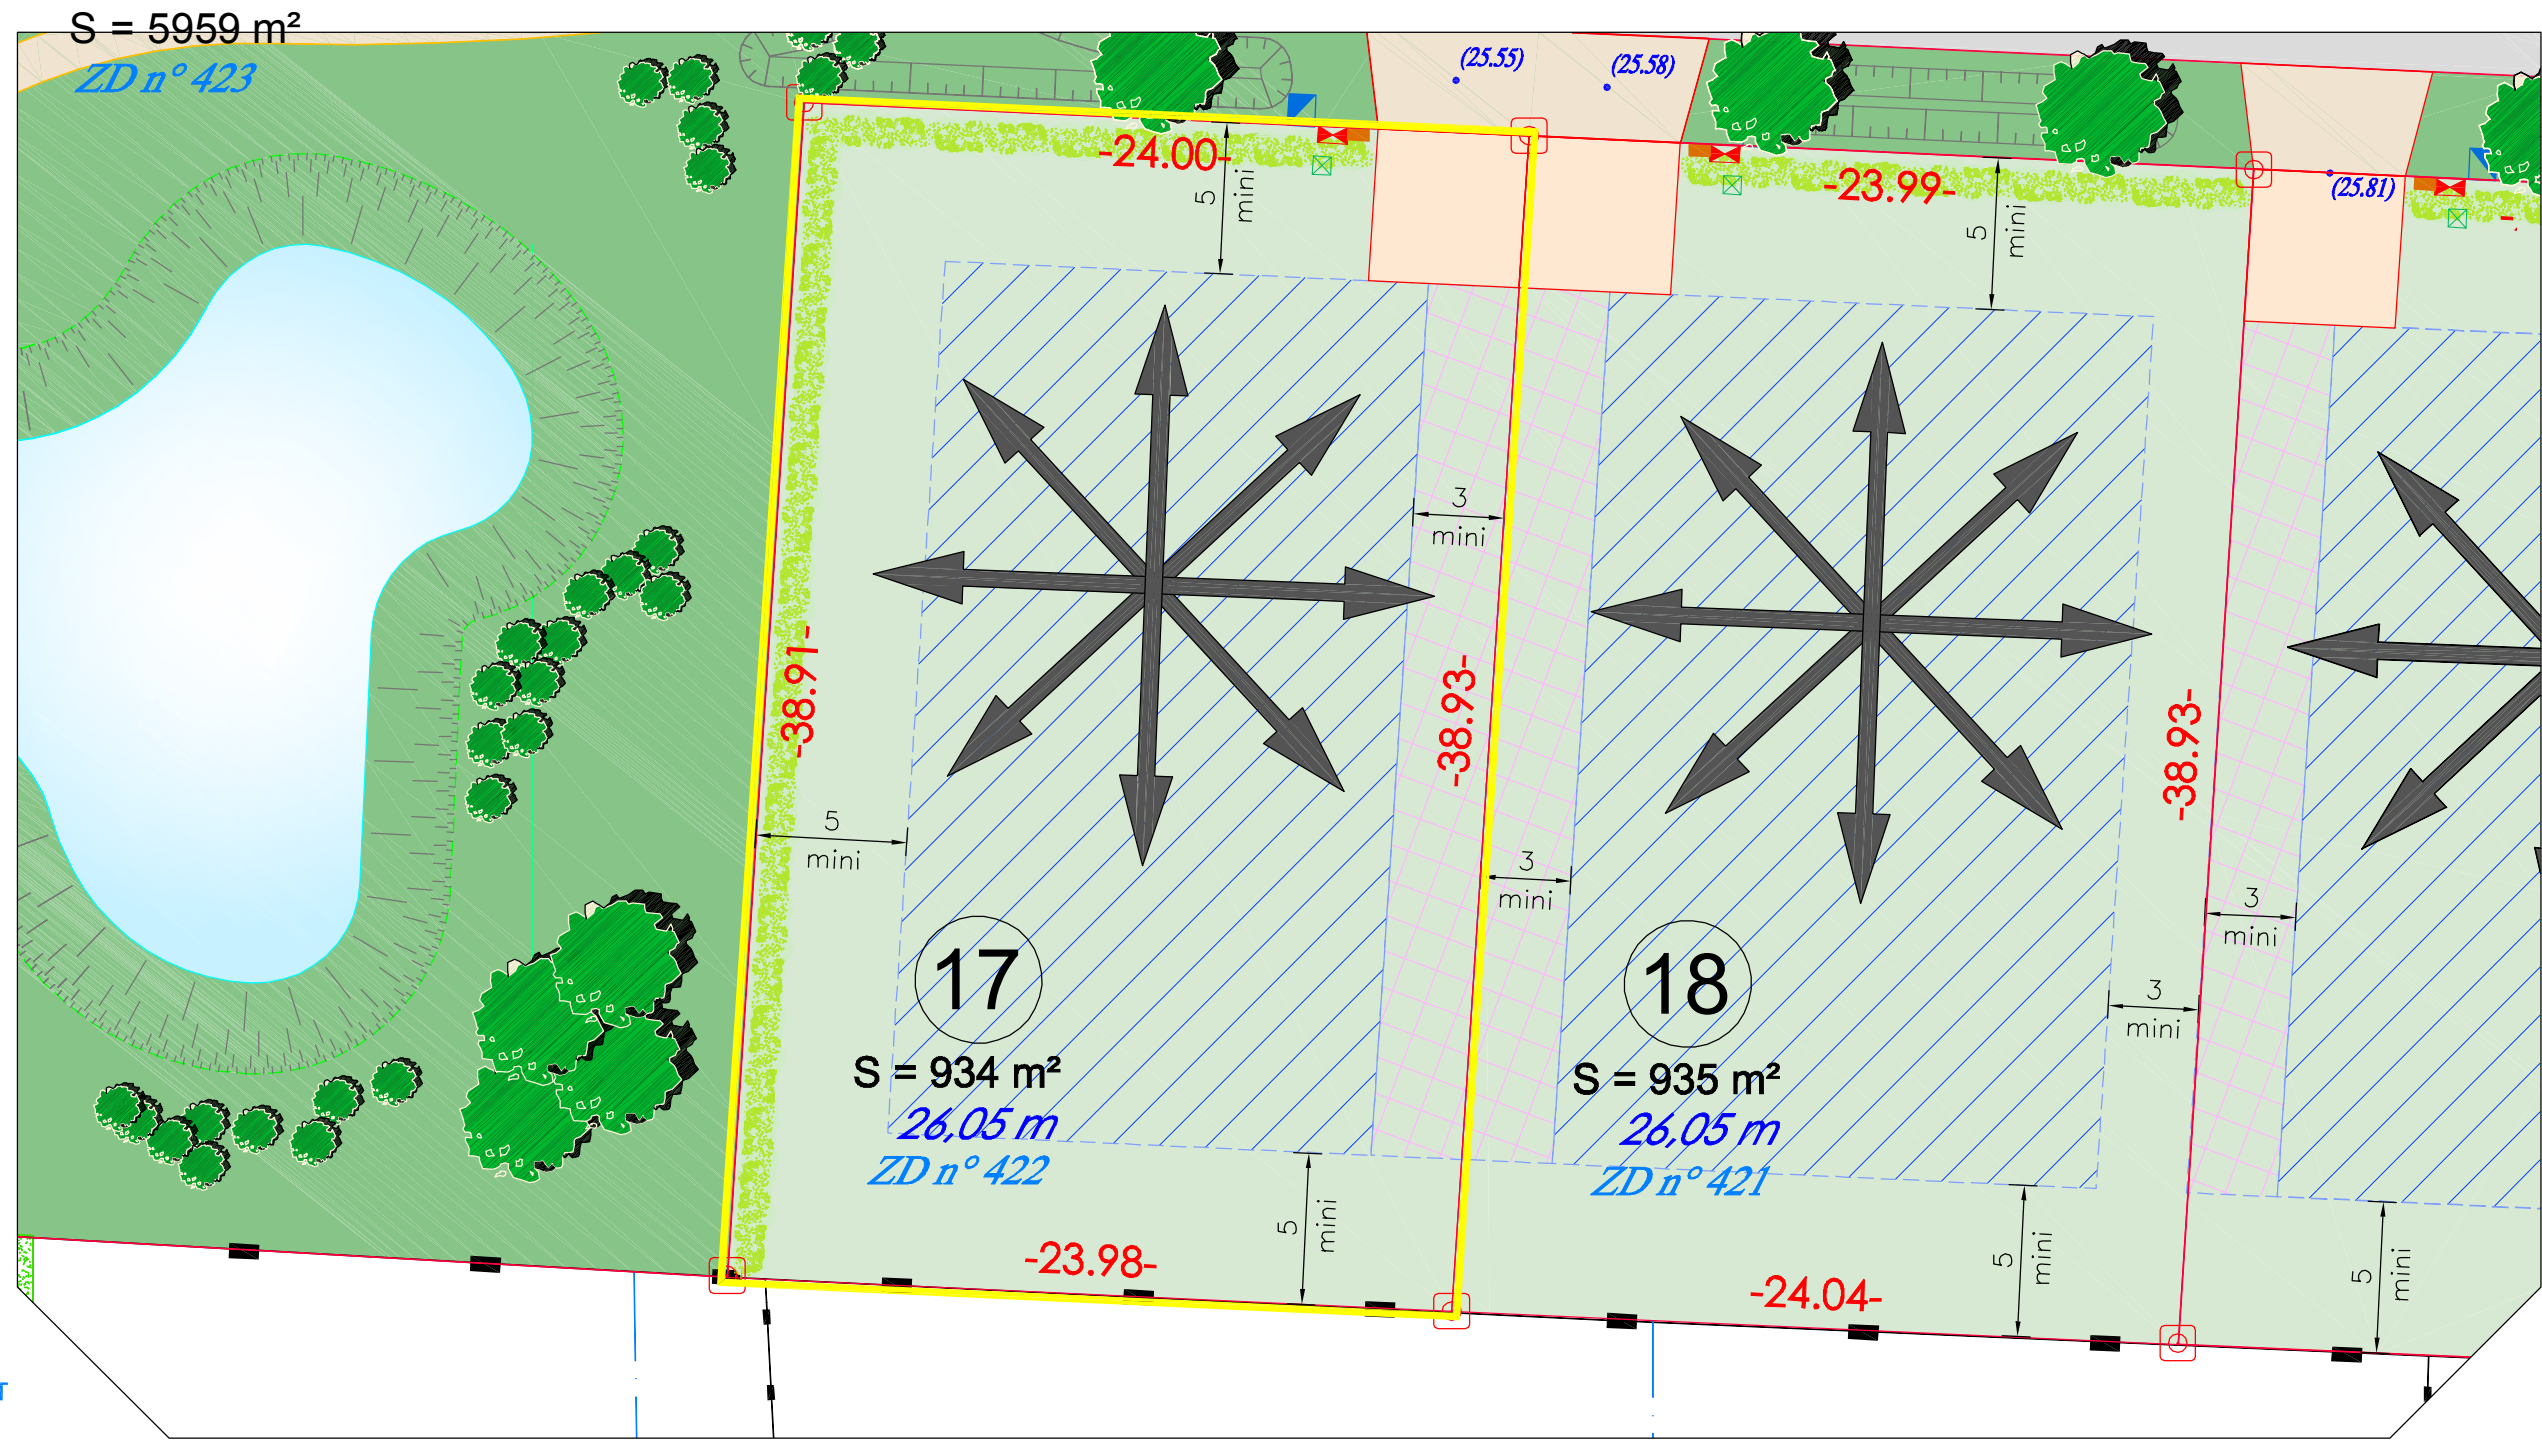 S = 5959 m²
ZD n° 423
(25.55)
(25.58)
(25.81)
-24.00-
-23.99-
5
mini
5
mini
3
mini
-38.91-
-38.93-
-38.93-
5
mini
3
mini
3
mini
3
mini
17
S = 934 m²
26,05 m
ZD n° 422
18
S = 935 m²
26,05 m
ZD n° 421
5
mini
5
mini
5
mini
-23.98-
-24.04-